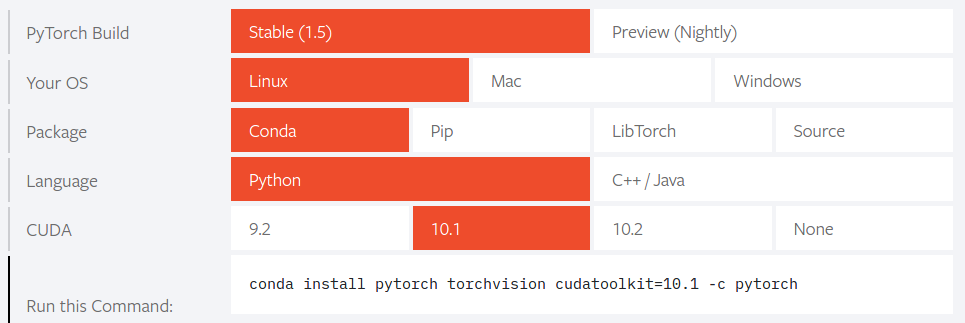 PyTorch Build Stable (1.5) Preview (Nightly)
Your OS Linux Mac Windows
Package Conda Pip LibTorch Source
Language Python C++ / Java
CUDA 9.2 10.1 10.2 None
conda install pytorch torchvision cudatoolkit=10.1 -c pytorch
Run this Command: